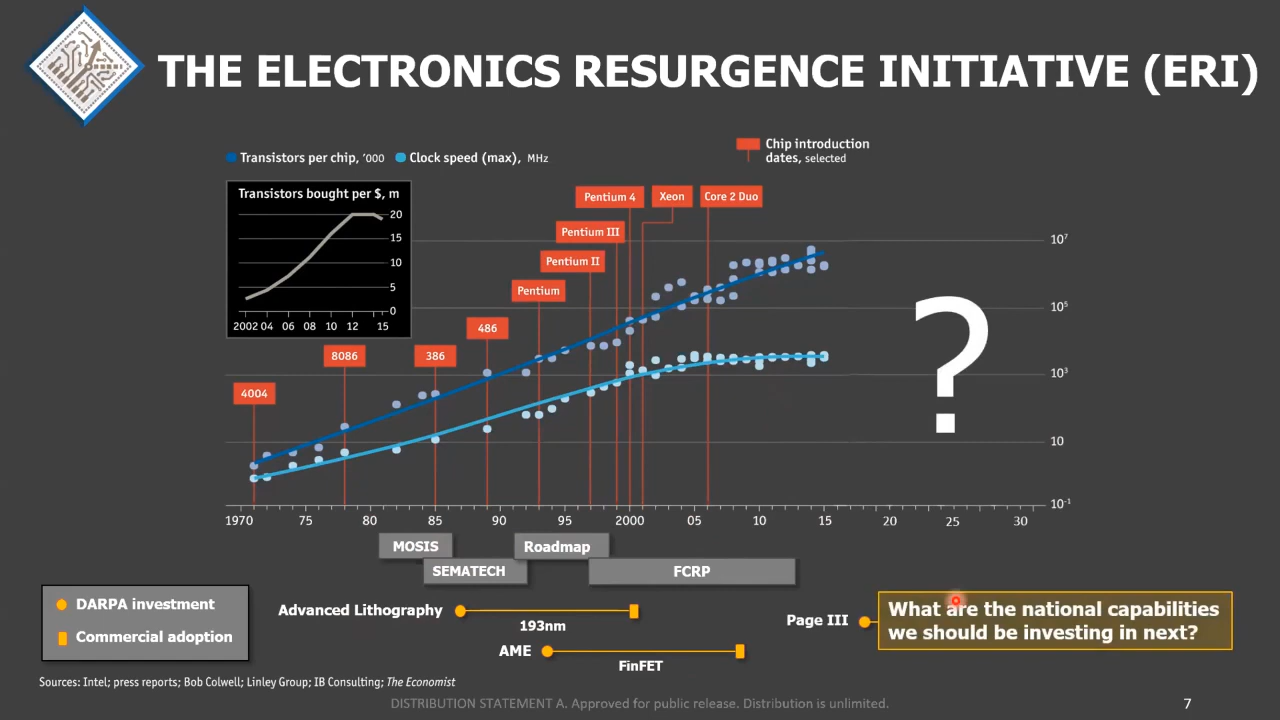 THE ELECTRONICS RESURGENCE INITIATIVE (ERI)
Transistors per chip, '000
Clock speed (max), MHz
Chip introduction
dates, selected
Transistors bought per $, m
20
15
10
5
0
2002 04 06 08 10 12 15
Pentium 4
Xeon
Core 2 Duo
Pentium III
Pentium II
Pentium
486
8086
386
4004
10⁷
10⁵
10³
10
10⁻¹
?
1970 75 80 85 90 95 2000 05 10 15 20 25 30
MOSIS
Roadmap
SEMATECH
FCRP
DARPA investment
Commercial adoption
Advanced Lithography
193nm
AME
FinFET
Page III
What are the national capabilities
we should be investing in next?
Sources: Intel; press reports; Bob Colwell; Linley Group; IB Consulting; The Economist
DISTRIBUTION STATEMENT A. Approved for public release. Distribution is unlimited.
7